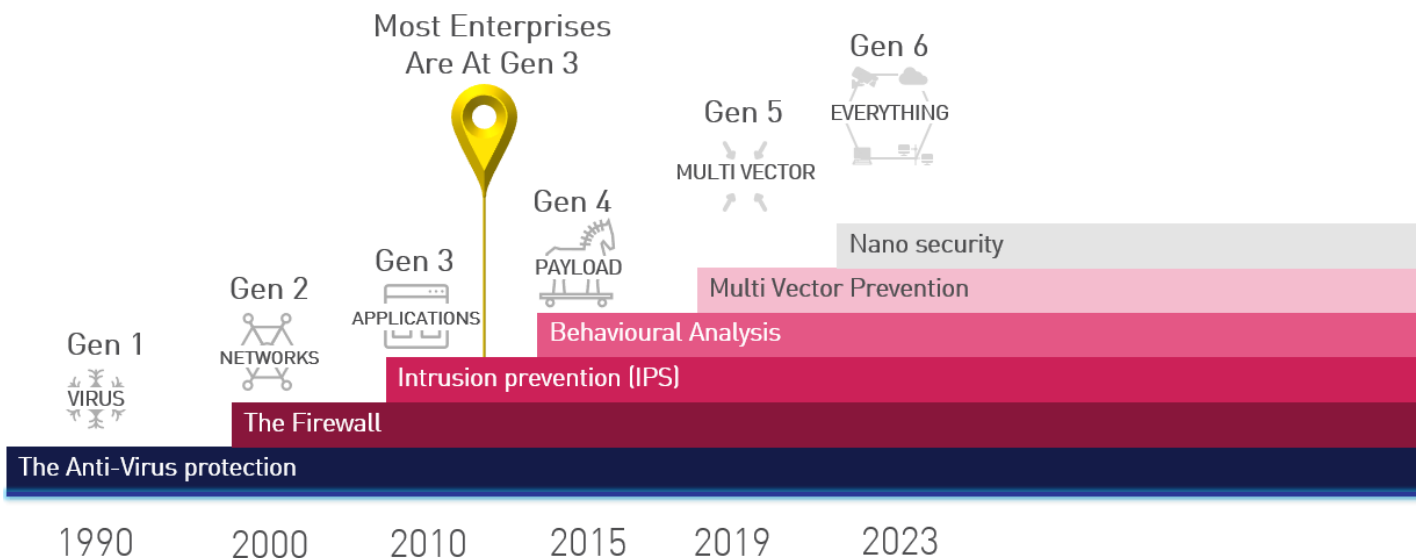 Most Enterprises
Are At Gen 3
Gen 6
EVERYTHING
Gen 5
MULTI VECTOR
Gen 4
PAYLOAD
Gen 3
APPLICATIONS
Gen 2
NETWORKS
Gen 1
VIRUS
Nano security
Multi Vector Prevention
Behavioural Analysis
Intrusion prevention (IPS)
The Firewall
The Anti-Virus protection
1990 2000 2010 2015 2019 2023